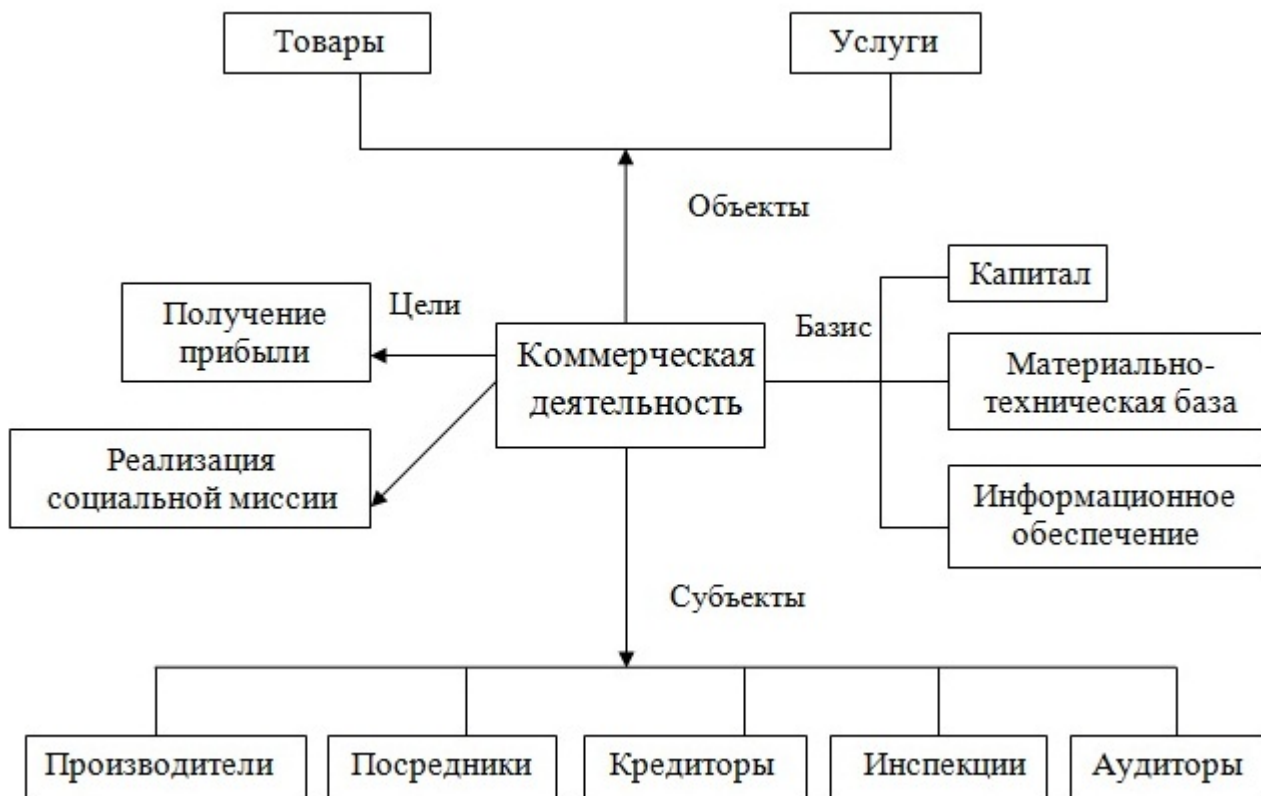 Товары
Услуги
Объекты
Получение
прибыли
Цели
Коммерческая
деятельность
Базис
Капитал
Материально-
техническая база
Реализация
социальной миссии
Информационное
обеспечение
Субъекты
Производители
Посредники
Кредиторы
Инспекции
Аудиторы